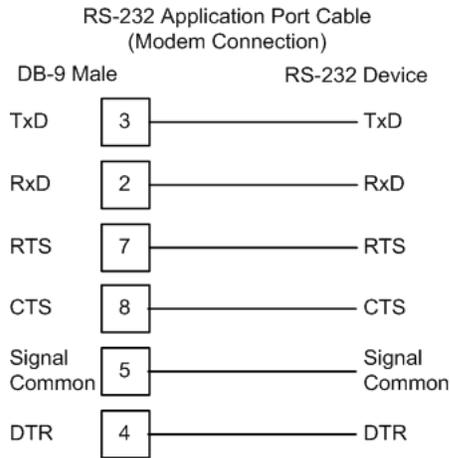 RS-232 Application Port Cable
(Modem Connection)
DB-9 Male RS-232 Device
TxD 3 TxD
RxD 2 RxD
RTS 7 RTS
CTS 8 CTS
Signal
Common 5 Signal
Common
DTR 4 DTR